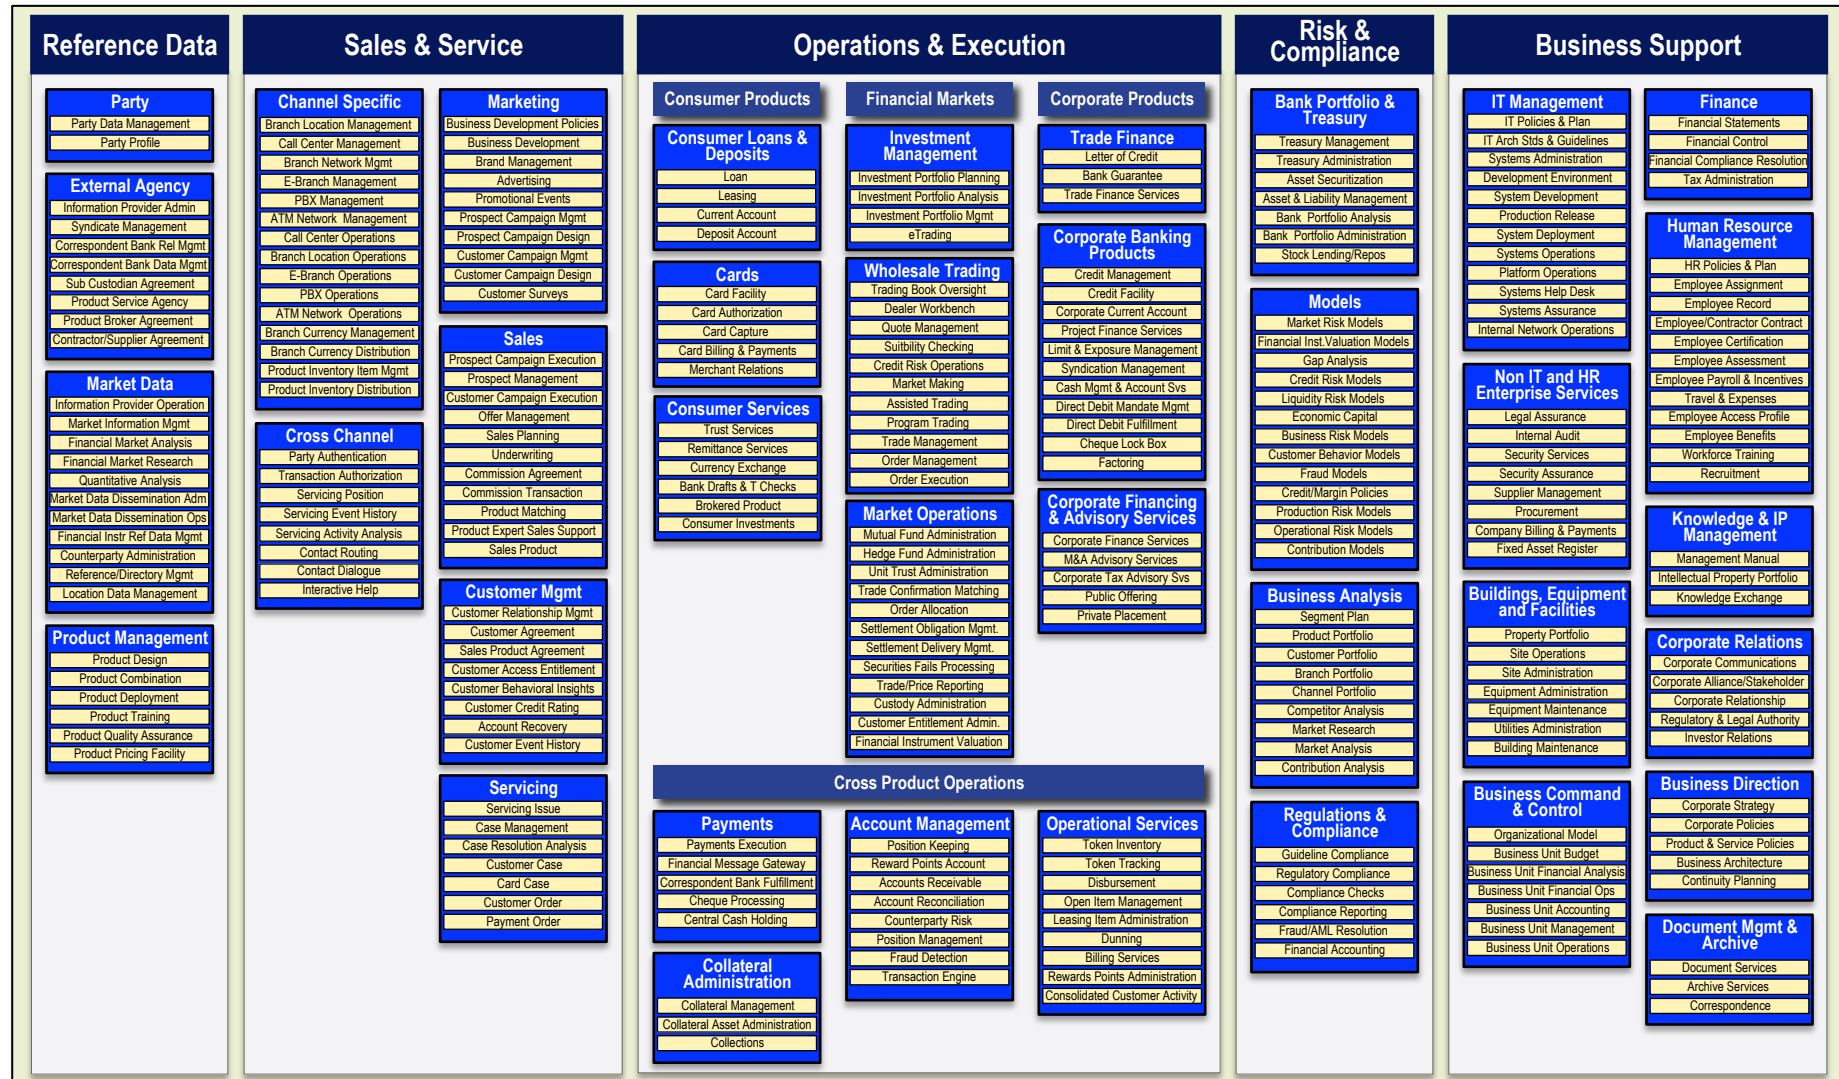 Reference Data
Party
Party Data Management
Party Profile
External Agency
Information Provider Admin
Syndicate Management
Correspondent Bank Rel Mgmt
Correspondent Bank Data Mgmt
Sub Custodian Agreement
Product Service Agency
Product Broker Agreement
Contractor/Supplier Agreement
Market Data
Information Provider Operation
Market Information Mgmt
Financial Market Analysis
Financial Market Research
Quantitative Analysis
Market Data Dissemination Adm
Market Data Dissemination Ops
Financial Instr Ref Data Mgmt
Counterparty Administration
Reference/Directory Mgmt
Location Data Management
Product Management
Product Design
Product Combination
Product Deployment
Product Training
Product Quality Assurance
Product Pricing Facility
Sales & Service
Channel Specific
Branch Location Management
Call Center Management
Branch Network Mgmt
E-Branch Management
PBX Management
ATM Network Management
Call Center Operations
Branch Location Operations
E-Branch Operations
PBX Operations
ATM Network Operations
Branch Currency Management
Branch Currency Distribution
Product Inventory Item Mgmt
Product Inventory Distribution
Cross Channel
Party Authentication
Transaction Authorization
Servicing Position
Servicing Event History
Servicing Activity Analysis
Contact Routing
Contact Dialogue
Interactive Help
Marketing
Business Development Policies
Business Development
Brand Management
Advertising
Promotional Events
Prospect Campaign Mgmt
Prospect Campaign Design
Customer Campaign Mgmt
Customer Campaign Design
Customer Surveys
Sales
Prospect Campaign Execution
Prospect Management
Customer Campaign Execution
Offer Management
Sales Planning
Underwriting
Commission Agreement
Commission Transaction
Product Matching
Product Expert Sales Support
Sales Product
Customer Mgmt
Customer Relationship Mgmt
Customer Agreement
Sales Product Agreement
Customer Access Entitlement
Customer Behavioral Insights
Customer Credit Rating
Account Recovery
Customer Event History
Servicing
Servicing Issue
Case Management
Case Resolution Analysis
Customer Case
Card Case
Customer Order
Payment Order
Operations & Execution
Consumer Products
Consumer Loans &
Deposits
Loan
Leasing
Current Account
Deposit Account
Cards
Card Facility
Card Authorization
Card Capture
Card Billing & Payments
Merchant Relations
Consumer Services
Trust Services
Remittance Services
Currency Exchange
Bank Drafts & T Checks
Brokered Product
Consumer Investments
Financial Markets
Investment
Management
Investment Portfolio Planning
Investment Portfolio Analysis
Investment Portfolio Mgmt
eTrading
Wholesale Trading
Trading Book Oversight
Dealer Workbench
Quote Management
Suitbility Checking
Credit Risk Operations
Market Making
Assisted Trading
Program Trading
Trade Management
Order Management
Order Execution
Market Operations
Mutual Fund Administration
Hedge Fund Administration
Unit Trust Administration
Trade Confirmation Matching
Order Allocation
Settlement Obligation Mgmt.
Settlement Delivery Mgmt.
Securities Fails Processing
Trade/Price Reporting
Custody Administration
Customer Entitlement Admin.
Financial Instrument Valuation
Corporate Products
Trade Finance
Letter of Credit
Bank Guarantee
Trade Finance Services
Corporate Banking
Products
Credit Management
Credit Facility
Corporate Current Account
Project Finance Services
Limit & Exposure Management
Syndication Management
Cash Mgmt & Account Svs
Direct Debit Mandate Mgmt
Direct Debit Fulfillment
Cheque Lock Box
Factoring
Corporate Financing
& Advisory Services
Corporate Finance Services
M&A Advisory Services
Corporate Tax Advisory Svs
Public Offering
Private Placement
Cross Product Operations
Payments
Payments Execution
Financial Message Gateway
Correspondent Bank Fulfillment
Cheque Processing
Central Cash Holding
Collateral
Administration
Collateral Management
Collateral Asset Administration
Collections
Account Management
Position Keeping
Reward Points Account
Accounts Receivable
Account Reconciliation
Counterparty Risk
Position Management
Fraud Detection
Transaction Engine
Operational Services
Token Inventory
Token Tracking
Disbursement
Open Item Management
Leasing Item Administration
Dunning
Billing Services
Rewards Points Administration
Consolidated Customer Activity
Risk &
Compliance
Bank Portfolio &
Treasury
Treasury Management
Treasury Administration
Asset Securitization
Asset & Liability Management
Bank Portfolio Analysis
Bank Portfolio Administration
Stock Lending/Repos
Models
Market Risk Models
Financial Inst.Valuation Models
Gap Analysis
Credit Risk Models
Liquidity Risk Models
Economic Capital
Business Risk Models
Customer Behavior Models
Fraud Models
Credit/Margin Policies
Production Risk Models
Operational Risk Models
Contribution Models
Business Analysis
Segment Plan
Product Portfolio
Customer Portfolio
Branch Portfolio
Channel Portfolio
Competitor Analysis
Market Research
Market Analysis
Contribution Analysis
Regulations &
Compliance
Guideline Compliance
Regulatory Compliance
Compliance Checks
Compliance Reporting
Fraud/AML Resolution
Financial Accounting
Business Support
IT Management
IT Policies & Plan
IT Arch Stds & Guidelines
Systems Administration
Development Environment
System Development
Production Release
System Deployment
Systems Operations
Platform Operations
Systems Help Desk
Systems Assurance
Internal Network Operations
Non IT and HR
Enterprise Services
Legal Assurance
Internal Audit
Security Services
Security Assurance
Supplier Management
Procurement
Company Billing & Payments
Fixed Asset Register
Buildings, Equipment
and Facilities
Property Portfolio
Site Operations
Site Administration
Equipment Administration
Equipment Maintenance
Utilities Administration
Building Maintenance
Business Command
& Control
Organizational Model
Business Unit Budget
Business Unit Financial Analysis
Business Unit Financial Ops
Business Unit Accounting
Business Unit Management
Business Unit Operations
Finance
Financial Statements
Financial Control
Financial Compliance Resolution
Tax Administration
Human Resource
Management
HR Policies & Plan
Employee Assignment
Employee Record
Employee/Contractor Contract
Employee Certification
Employee Assessment
Employee Payroll & Incentives
Travel & Expenses
Employee Access Profile
Employee Benefits
Workforce Training
Recruitment
Knowledge & IP
Management
Management Manual
Intellectual Property Portfolio
Knowledge Exchange
Corporate Relations
Corporate Communications
Corporate Alliance/Stakeholder
Corporate Relationship
Regulatory & Legal Authority
Investor Relations
Business Direction
Corporate Strategy
Corporate Policies
Product & Service Policies
Business Architecture
Continuity Planning
Document Mgmt &
Archive
Document Services
Archive Services
Correspondence